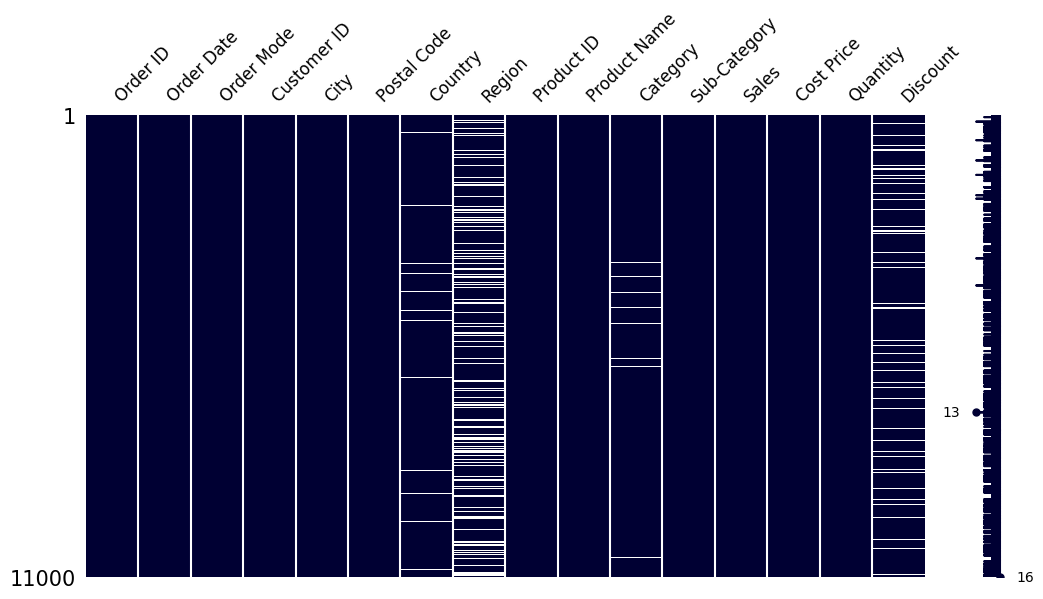 Order ID
Order Date
Order Mode
Customer ID
City
Postal Code
Country
Region
Product ID
Product Name
Category
Sub-Category
Sales
Cost Price
Quantity
Discount
1
13
11000
16